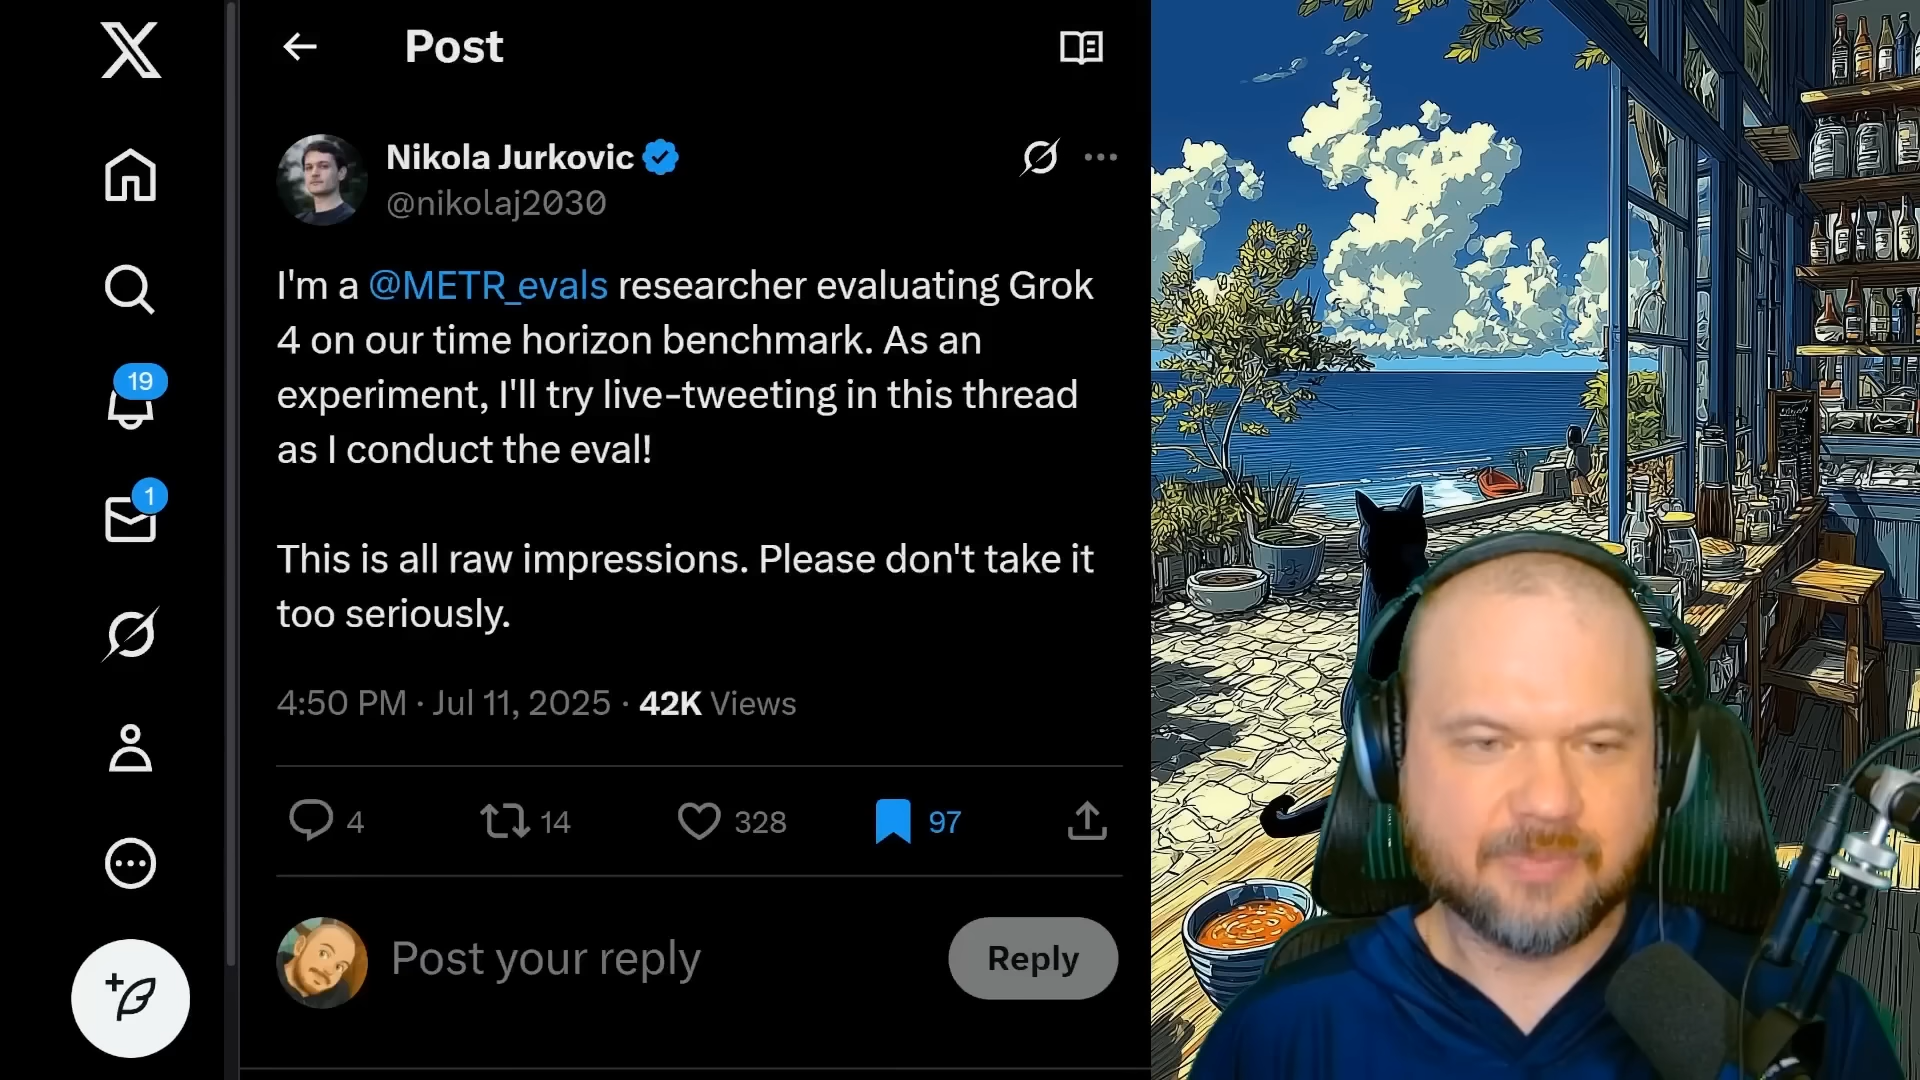 Post
Nikola Jurkovic
@nikolaj2030
I'm a @METR_evals researcher evaluating Grok
4 on our time horizon benchmark. As an
experiment, I'll try live-tweeting in this thread
as I conduct the eval!
This is all raw impressions. Please don't take it
too seriously.
4:50 PM · Jul 11, 2025 · 42K Views
4 14 328 97
Post your reply
Reply
19
1